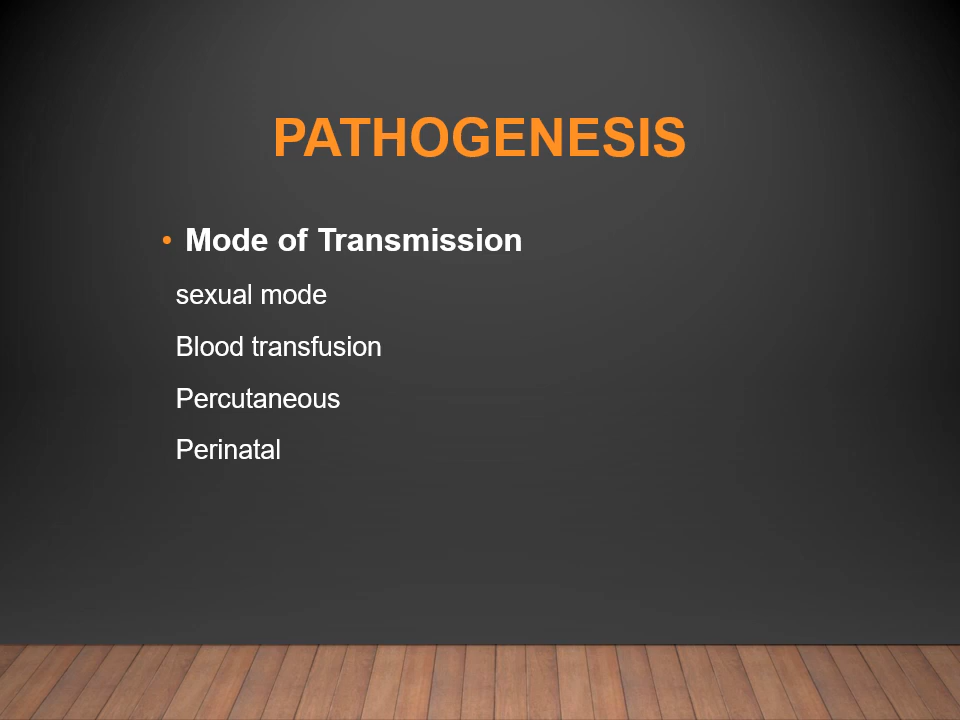 PATHOGENESIS
• Mode of Transmission
sexual mode
Blood transfusion
Percutaneous
Perinatal